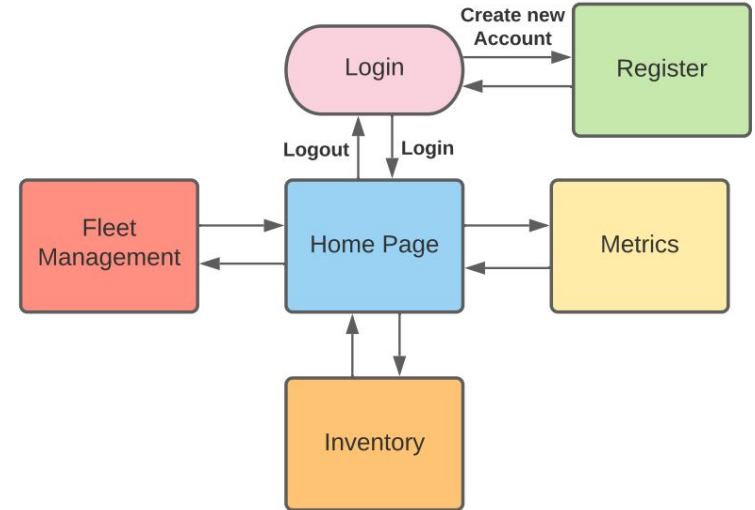 Create new
Account
Login
Register
Logout
Login
Fleet
Management
Home Page
Metrics
Inventory